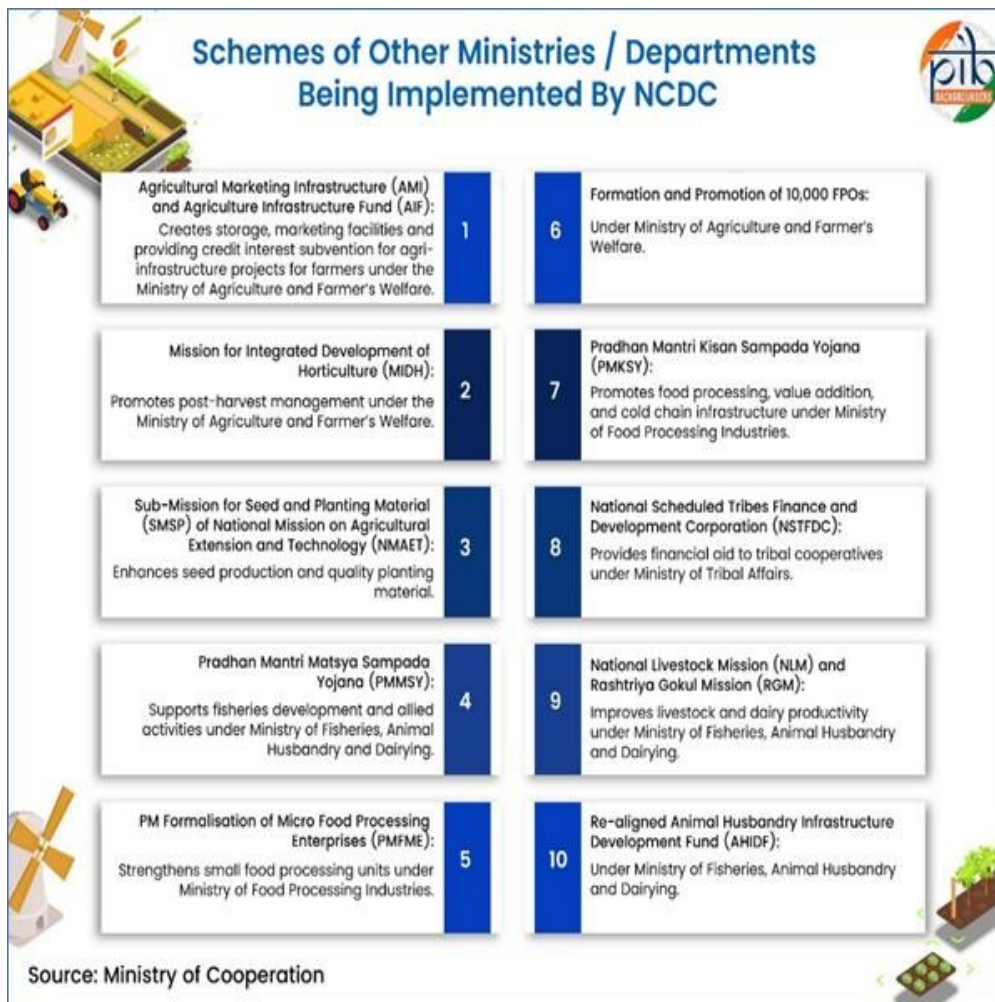 Schemes of Other Ministries / Departments
Being Implemented By NCDC
pib
BACKGROUNDERS
Agricultural Marketing Infrastructure (AMI)
and Agriculture Infrastructure Fund (AIF):
Creates storage, marketing facilities and
providing credit interest subvention for agri-
infrastructure projects for farmers under the
Ministry of Agriculture and Farmer's Welfare.
1
Mission for Integrated Development of
Horticulture (MIDH):
Promotes post-harvest management under the
Ministry of Agriculture and Farmer's Welfare.
2
Sub-Mission for Seed and Planting Material
(SMSP) of National Mission on Agricultural
Extension and Technology (NMAET):
Enhances seed production and quality planting
material.
3
Pradhan Mantri Matsya Sampada
Yojana (PMMSY):
Supports fisheries development and allied
activities under Ministry of Fisheries, Animal
Husbandry and Dairying.
4
PM Formalisation of Micro Food Processing
Enterprises (PMFME):
Strengthens small food processing units under
Ministry of Food Processing Industries.
5
6
Formation and Promotion of 10,000 FPOs:
Under Ministry of Agriculture and Farmer's
Welfare.
7
Pradhan Mantri Kisan Sampada Yojana
(PMKSY):
Promotes food processing, value addition,
and cold chain infrastructure under Ministry
of Food Processing Industries.
8
National Scheduled Tribes Finance and
Development Corporation (NSTFDC):
Provides financial aid to tribal cooperatives
under Ministry of Tribal Affairs.
9
National Livestock Mission (NLM) and
Rashtriya Gokul Mission (RGM):
Improves livestock and dairy productivity
under Ministry of Fisheries, Animal Husbandry
and Dairying.
10
Re-aligned Animal Husbandry Infrastructure
Development Fund (AHIDF):
Under Ministry of Fisheries, Animal Husbandry
and Dairying.
Source: Ministry of Cooperation